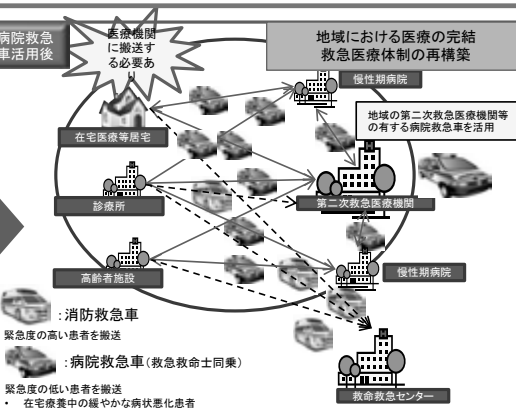 病院救急
車活用後
医療機関
に搬送す
る必要あ
り
地域における医療の完結
救急医療体制の再構築
慢性期病院
地域の第二次救急医療機関等
の有する病院救急車を活用
在宅医療等居宅
診療所
第二次救急医療機関
高齢者施設
慢性期病院
:消防救急車
緊急度の高い患者を搬送
:病院救急車(救急救命士同乗)
緊急度の低い患者を搬送
• 在宅療養中の緩やかな病状悪化患者
救命救急センター